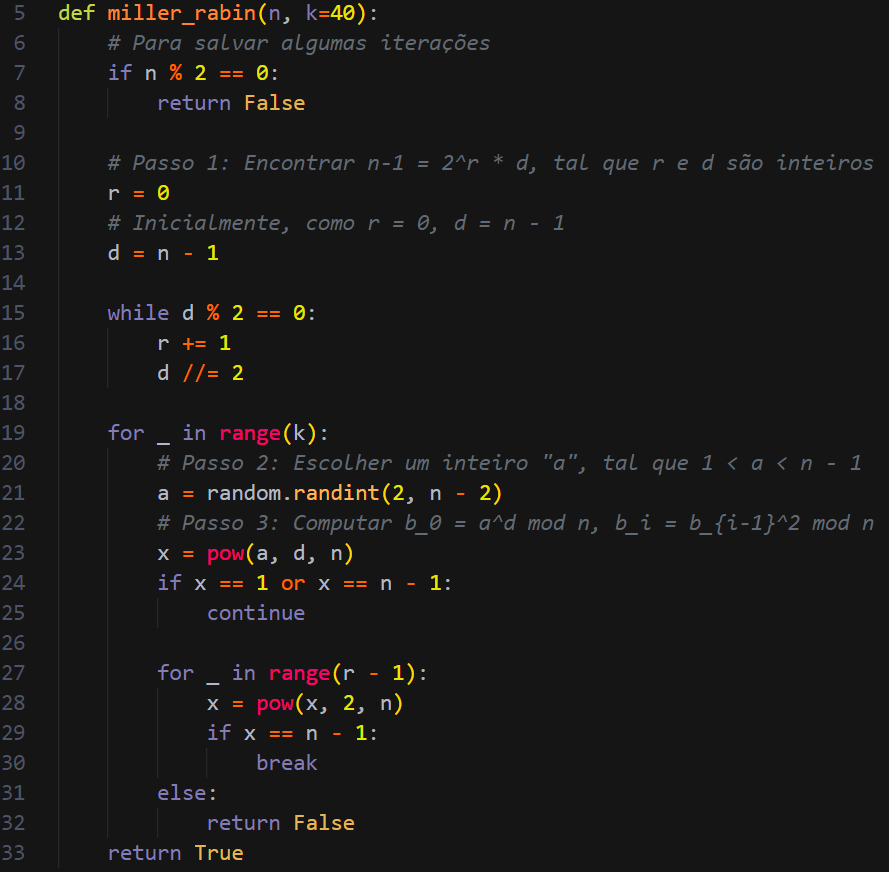 5 def miller_rabin(n, k=40):
6     # Para salvar algumas iterações
7     if n % 2 == 0:
8         return False
9
10     # Passo 1: Encontrar n-1 = 2^r * d, tal que r e d são inteiros
11     r = 0
12     # Inicialmente, como r = 0, d = n - 1
13     d = n - 1
14
15     while d % 2 == 0:
16         r += 1
17         d //= 2
18
19     for _ in range(k):
20         # Passo 2: Escolher um inteiro "a", tal que 1 < a < n - 1
21         a = random.randint(2, n - 2)
22         # Passo 3: Computar b_0 = a^d mod n, b_i = b_{i-1}^2 mod n
23         x = pow(a, d, n)
24         if x == 1 or x == n - 1:
25             continue
26
27         for _ in range(r - 1):
28             x = pow(x, 2, n)
29             if x == n - 1:
30                 break
31         else:
32             return False
33     return True